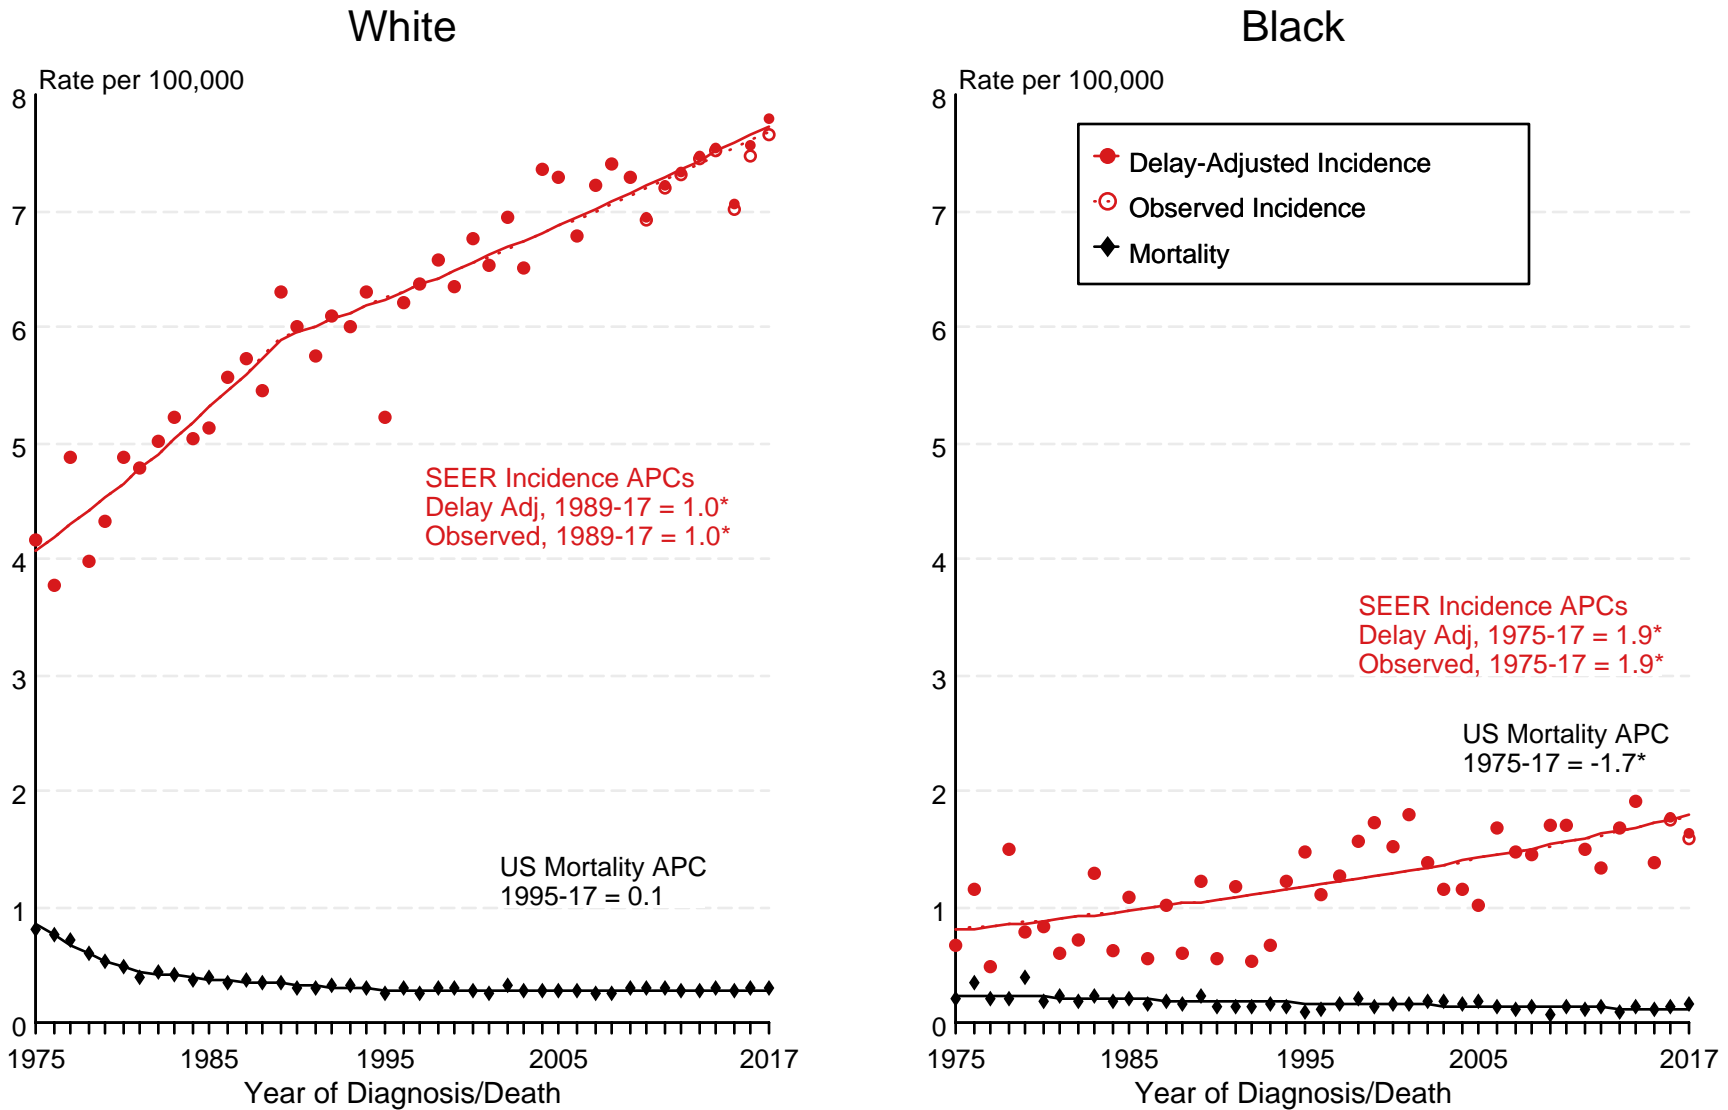 White
Rate per 100,000
8
7
6
5
4
3
2
1
0
SEER Incidence APCs
Delay Adj, 1989-17 = 1.0*
Observed, 1989-17 = 1.0*
US Mortality APC
1995-17 = 0.1
1975 1985 1995 2005 2017
Year of Diagnosis/Death
Black
Rate per 100,000
8
7
6
5
4
3
2
1
0
Delay-Adjusted Incidence
Observed Incidence
Mortality
SEER Incidence APCs
Delay Adj, 1975-17 = 1.9*
Observed, 1975-17 = 1.9*
US Mortality APC
1975-17 = -1.7*
1975 1985 1995 2005 2017
Year of Diagnosis/Death